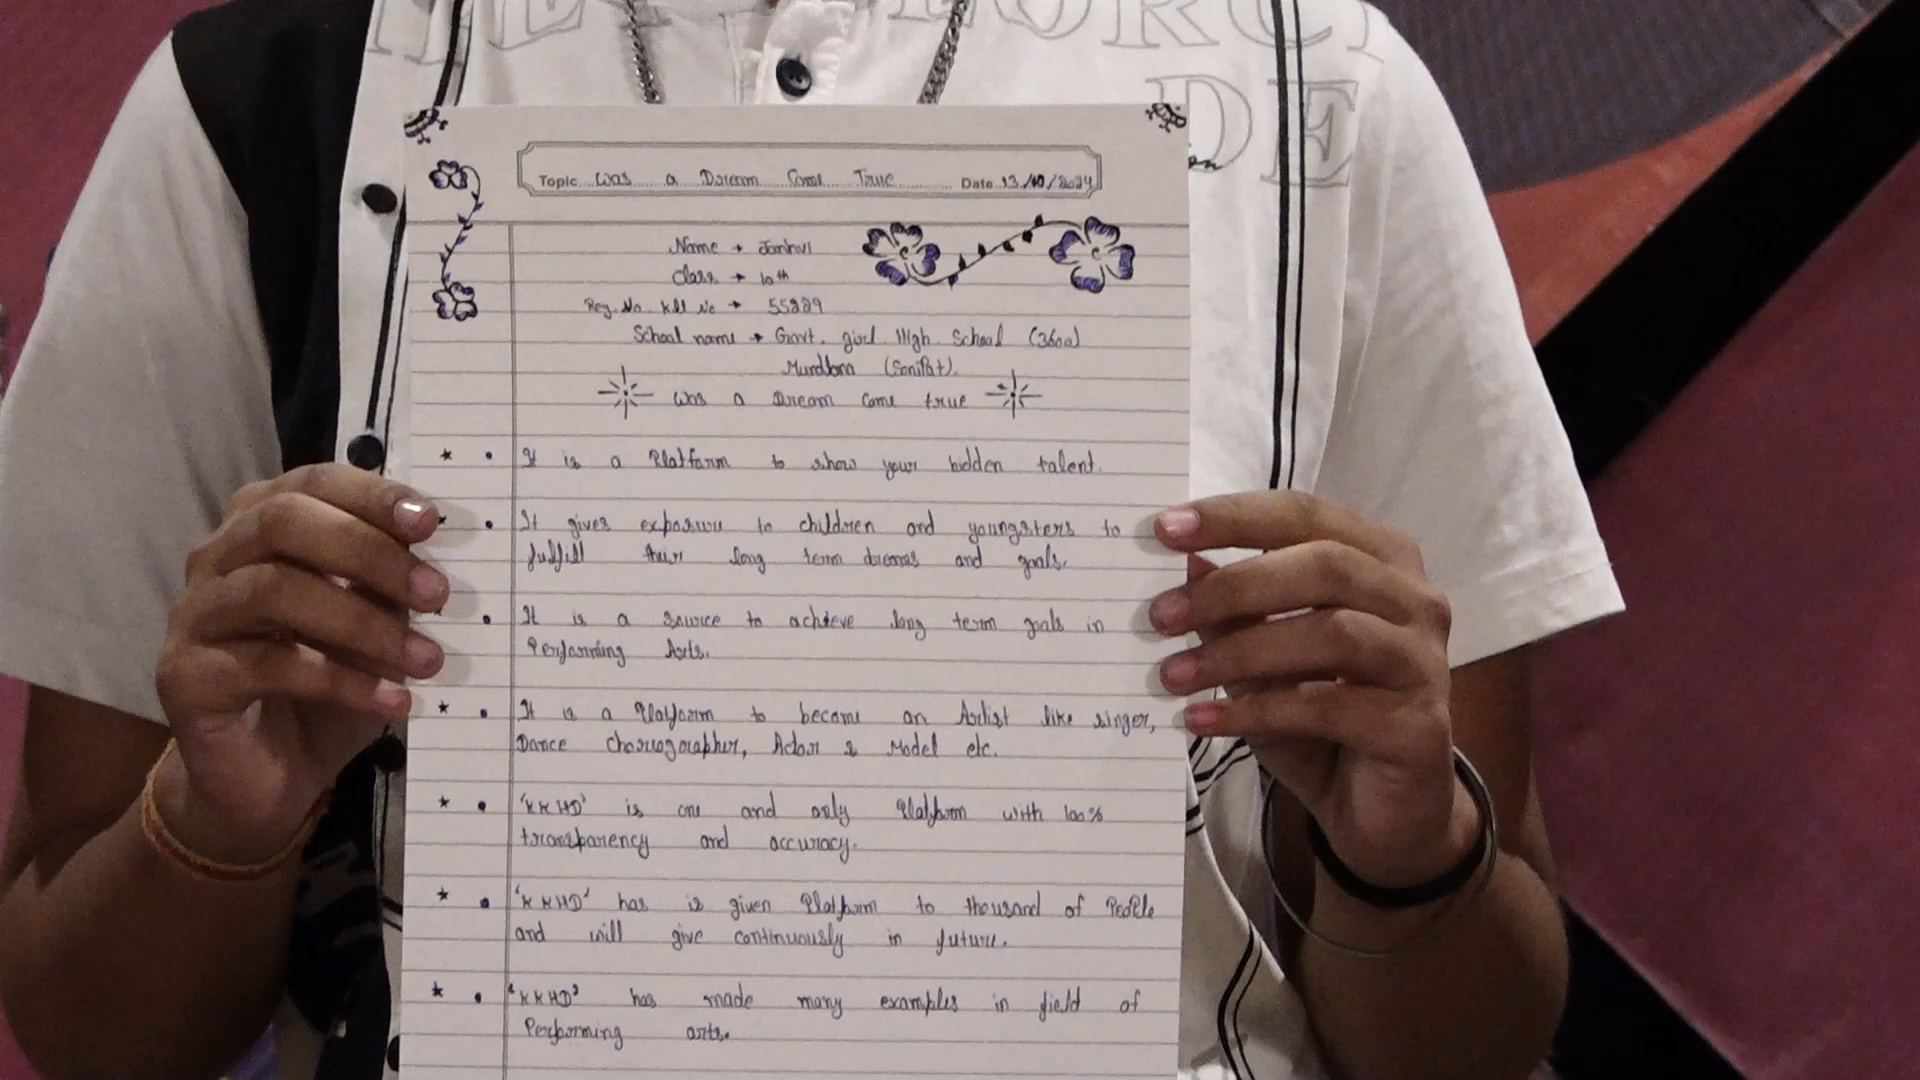 Topic Was a Dream Come True Date 13/10/2024
Name → Janhvi
Class → 10th
Reg. No. → 55229
School name → Govt. girl High School (3600)
Mundlana (Sonipat).
Was a Dream Come true
★ • It is a Platform to show your hidden talent.
★ • It gives exposure to children and youngsters to
fulfill their long term dreams and goals.
• It is a source to achieve long term goals in
Performing Arts.
★ • It is a Platform to become an Artist like singer,
Dance choreographer, Actor & Model etc.
★ • 'KKHD' is one and only Platform with 100%
transparency and accuracy.
★ • 'KKHD' has is given Platform to thousand of People
and will give continuously in future.
★ • 'KKHD' has made many examples in field of
Performing arts.
DE